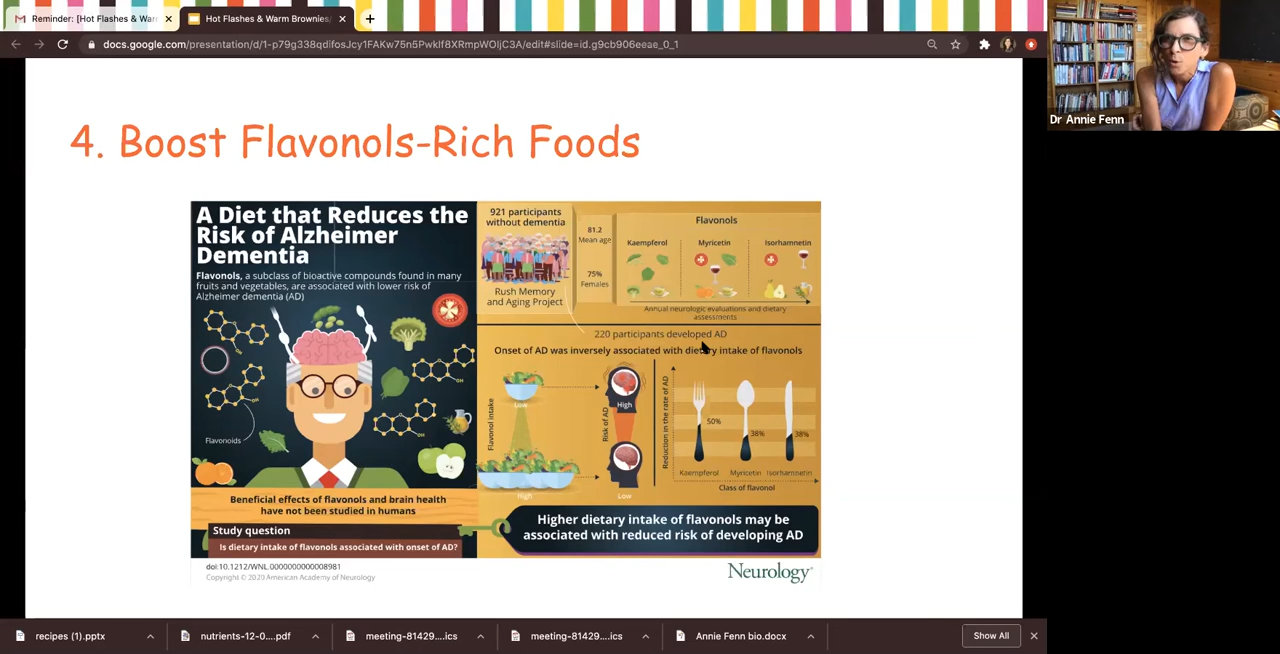 Reminder: [Hot Flashes & War
Hot Flashes & Warm Brownies
docs.google.com/presentation/d/1-p79g338qdifosJcy1FAKw75n5PwkIf8XRmpWOIjC3A/edit#slide=id.g9cb906eeae_0_1
Dr Annie Fenn
4. Boost Flavonols-Rich Foods
A Diet that Reduces the
Risk of Alzheimer
Dementia
Flavonols, a subclass of bioactive compounds found in many
fruits and vegetables, are associated with lower risk of
Alzheimer dementia (AD)
OH
OH
OH
OH
Flavonoids
Beneficial effects of flavonols and brain health
have not been studied in humans
Study question
Is dietary intake of flavonols associated with onset of AD?
921 participants
without dementia
Rush Memory
and Aging Project
81.2
Mean age
75%
Females
Flavonols
Kaempferol
Myricetin
Isorhamnetin
Annual neurologic evaluations and dietary
assessments
220 participants developed AD
Onset of AD was inversely associated with dietary intake of flavonols
Flavonol intake
Low
High
Risk of AD
High
Low
Reduction in the rate of AD
50%
38%
38%
Kaempferol
Myricetin
Isorhamnetin
Class of flavonol
Higher dietary intake of flavonols may be
associated with reduced risk of developing AD
doi:10.1212/WNL.0000000000008981
Copyright © 2020 American Academy of Neurology
Neurology®
recipes (1).pptx
nutrients-12-0....pdf
meeting-81429....ics
meeting-81429....ics
Annie Fenn bio.docx
Show All